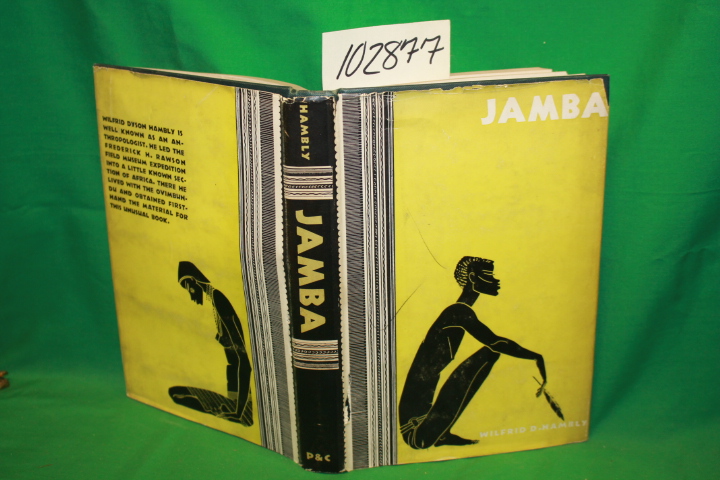 102877
WILFRID DYSON HAMBLY IS
WELL KNOWN AS AN AN-
THROPOLOGIST. HE LED THE
FREDERICK H. RAWSON
FIELD MUSEUM EXPEDITION
INTO A LITTLE KNOWN SEC-
TION OF AFRICA. THERE HE
LIVED WITH THE OVIMBUN-
DU AND OBTAINED FIRST-
HAND THE MATERIAL FOR
THIS UNUSUAL BOOK.
HAMBLY
JAMBA
P&C
JAMBA
WILFRID D. HAMBLY